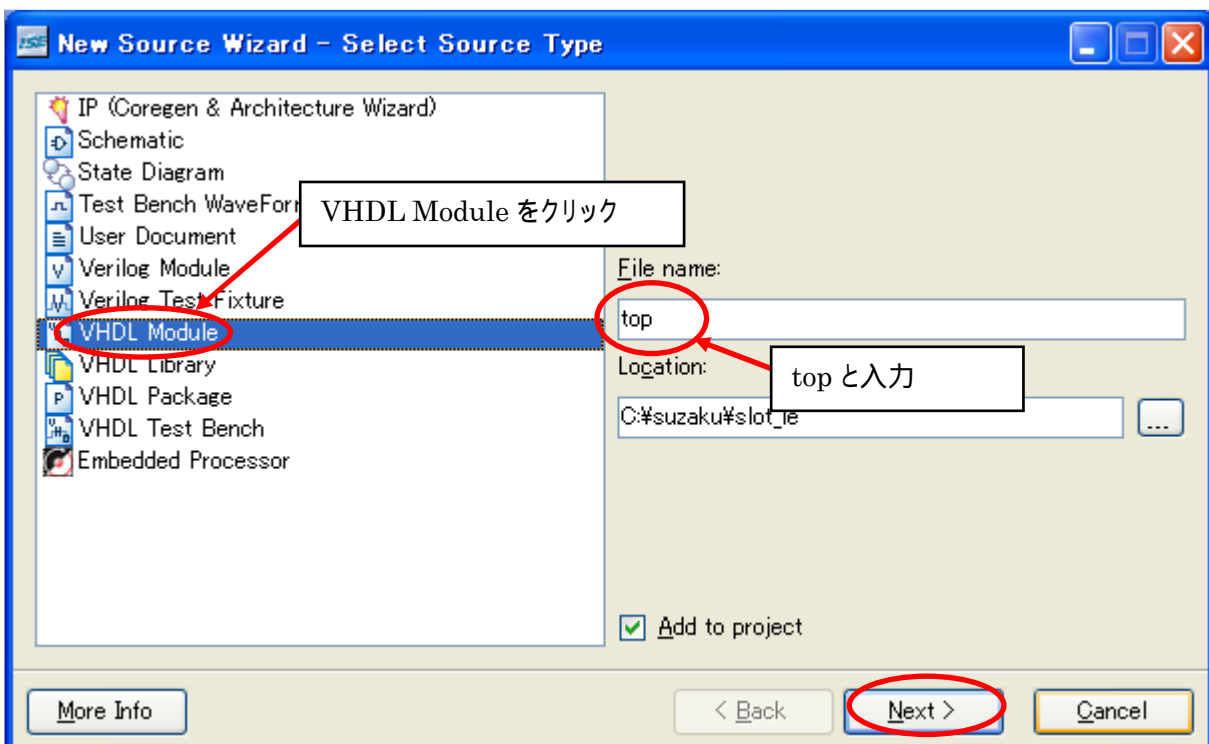 ISE New Source Wizard - Select Source Type
IP (Coregen & Architecture Wizard)
Schematic
State Diagram
Test Bench WaveFor
VHDL Module をクリック
User Document
Verilog Module
Verilog Test Fixture
VHDL Module
VHDL Library
VHDL Package
VHDL Test Bench
Embedded Processor
File name:
top
Location:
top と入力
C:¥suzaku¥slot_ie
...
Add to project
More Info
< Back
Next >
Cancel